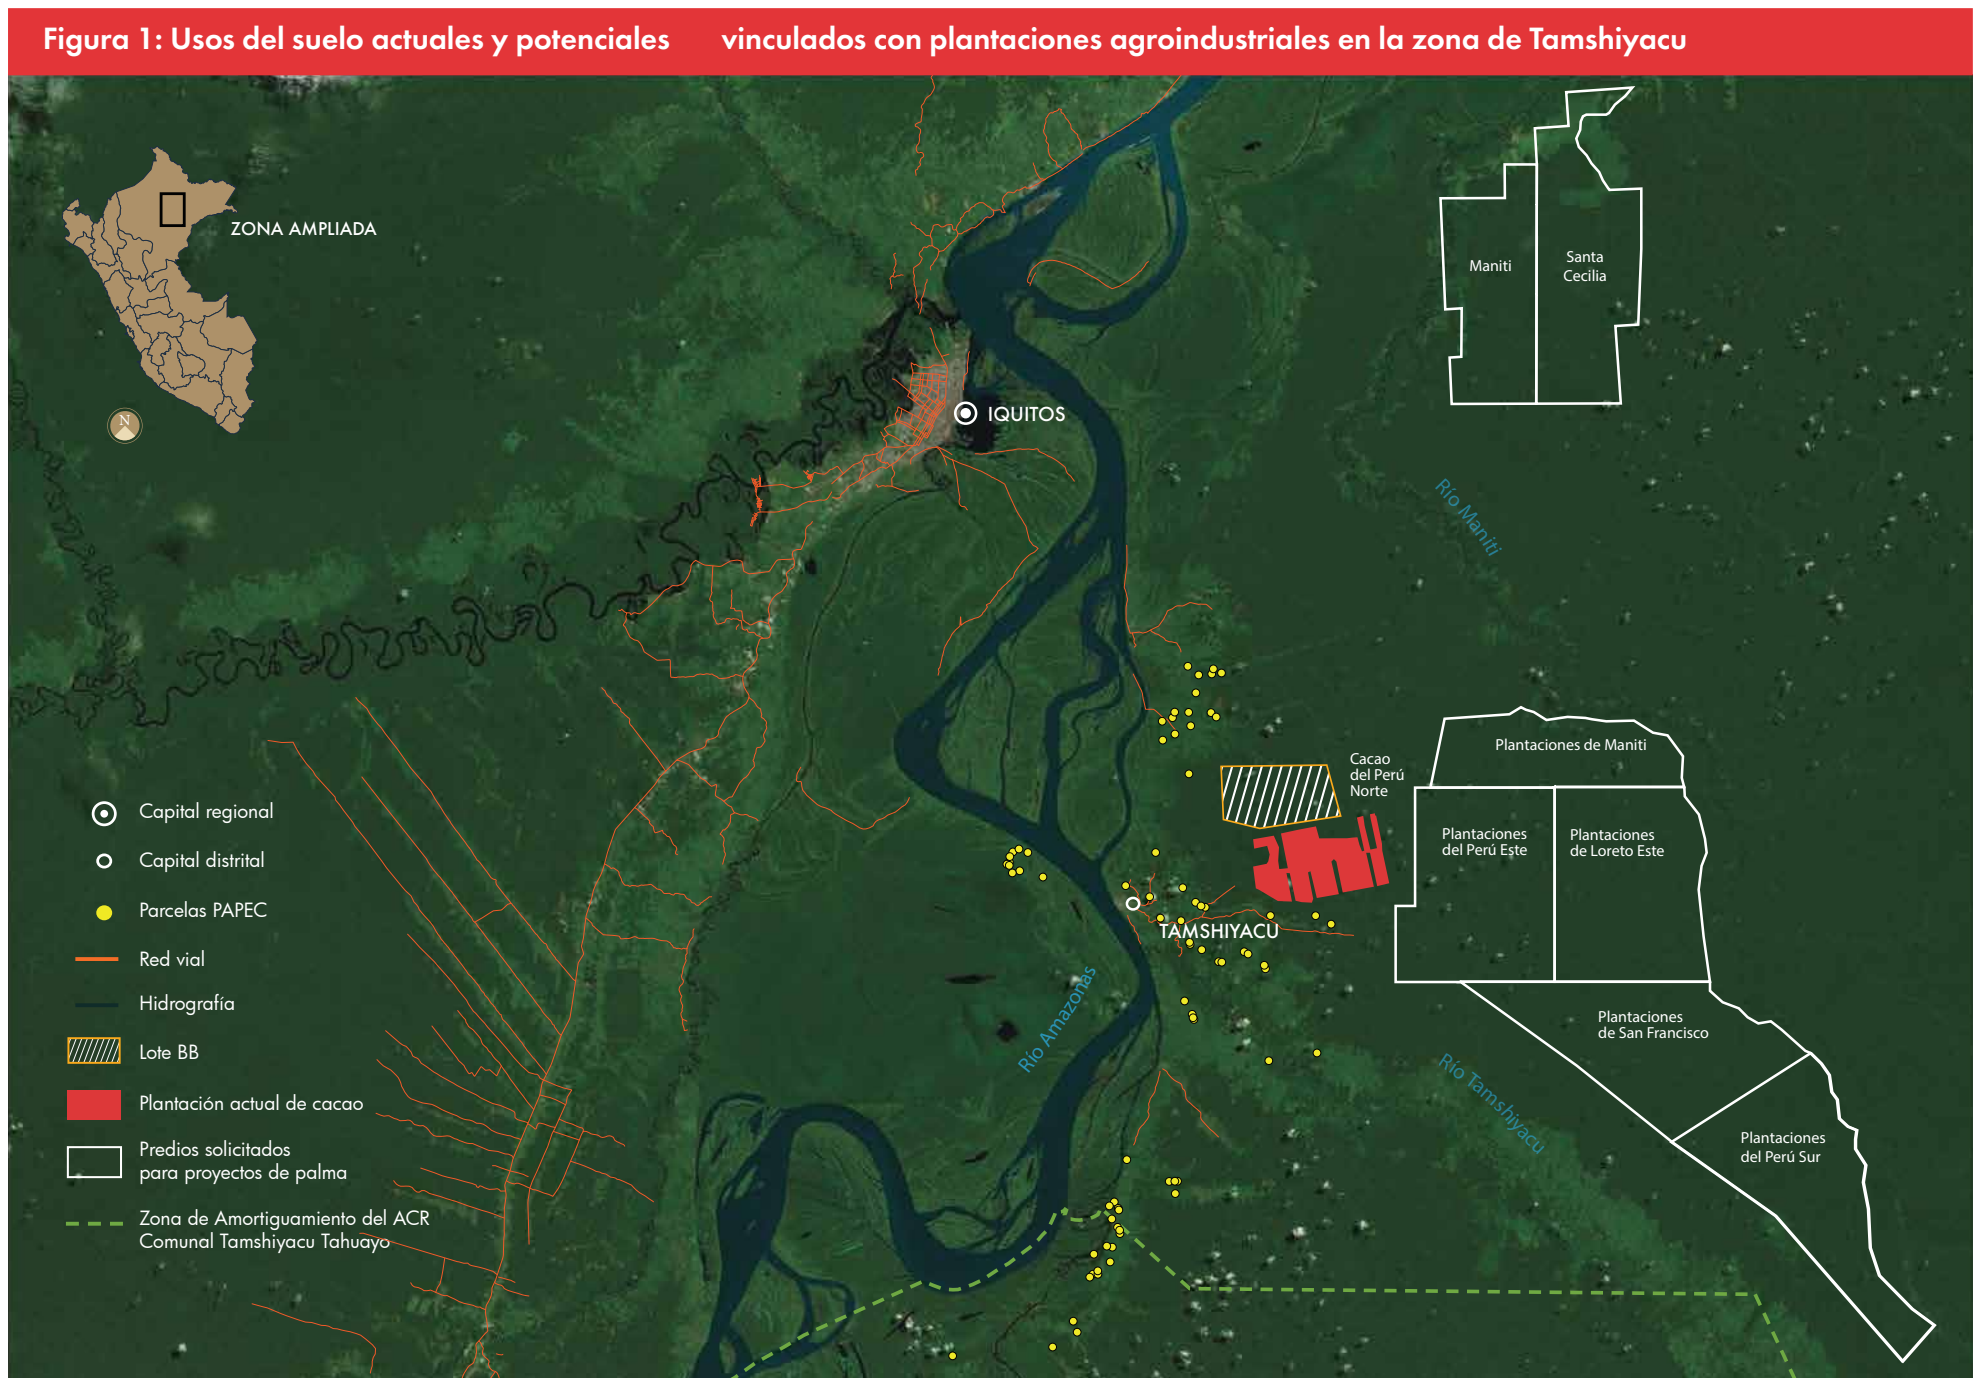 Figura 1: Usos del suelo actuales y potenciales vinculados con plantaciones agroindustriales en la zona de Tamshiyacu
ZONA AMPLIADA
N
Maniti
Santa
Cecilia
IQUITOS
Río Maniti
Plantaciones de Maniti
Cacao
del Perú
Norte
Plantaciones
del Perú Este
Plantaciones
de Loreto Este
TAMSHIYACU
Río Amazonas
Plantaciones
de San Francisco
Río Tamshiyacu
Plantaciones
del Perú Sur
Capital regional
Capital distrital
Parcelas PAPEC
Red vial
Hidrografía
Lote BB
Plantación actual de cacao
Predios solicitados
para proyectos de palma
Zona de Amortiguamiento del ACR
Comunal Tamshiyacu Tahuayo